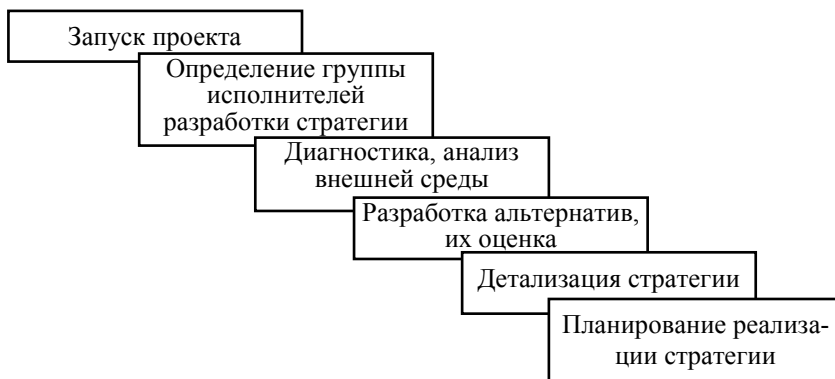 Запуск проекта
Определение группы
исполнителей
разработки стратегии
Диагностика, анализ
внешней среды
Разработка альтернатив,
их оценка
Детализация стратегии
Планирование реализа-
ции стратегии